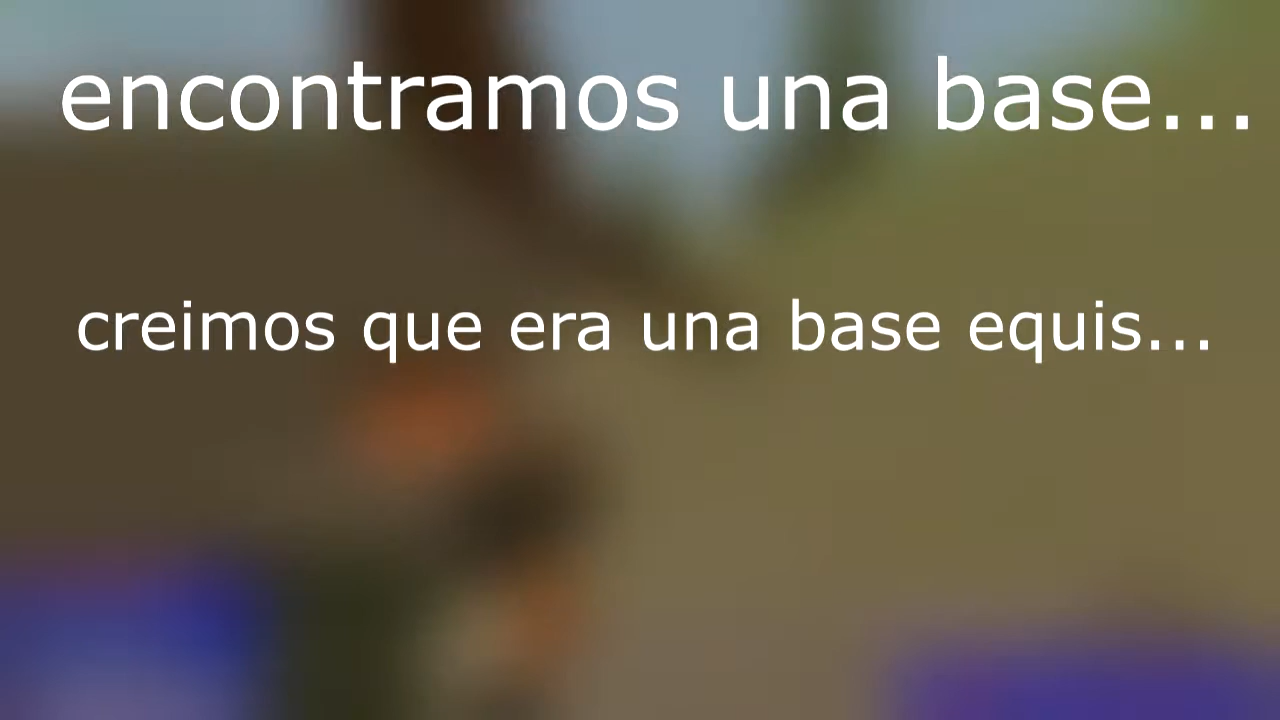 encontramos una base...
creimos que era una base equis...